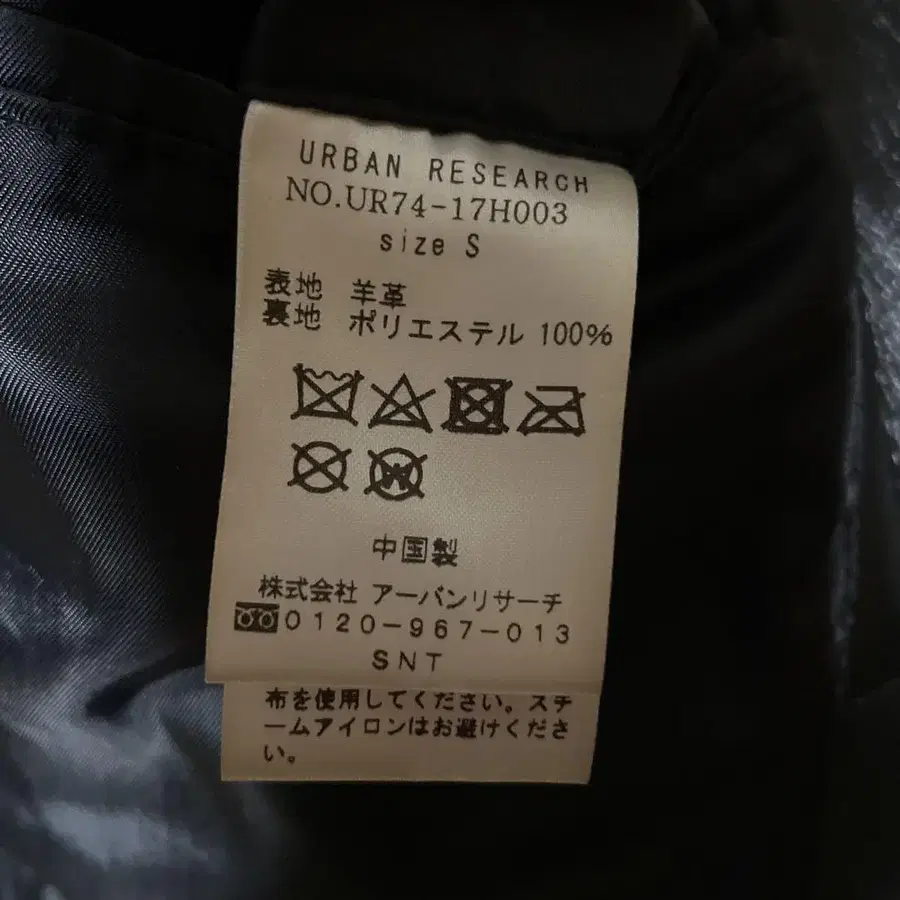 URBAN RESEARCH
NO.UR74-17H003
size S
表地 羊革
裏地 ポリエステル 100%
W
中国製
株式会社 アーバンリサーチ
0120-967-013
SNT
布を使用してください。スチ
ームアイロンはお避けくださ
い。